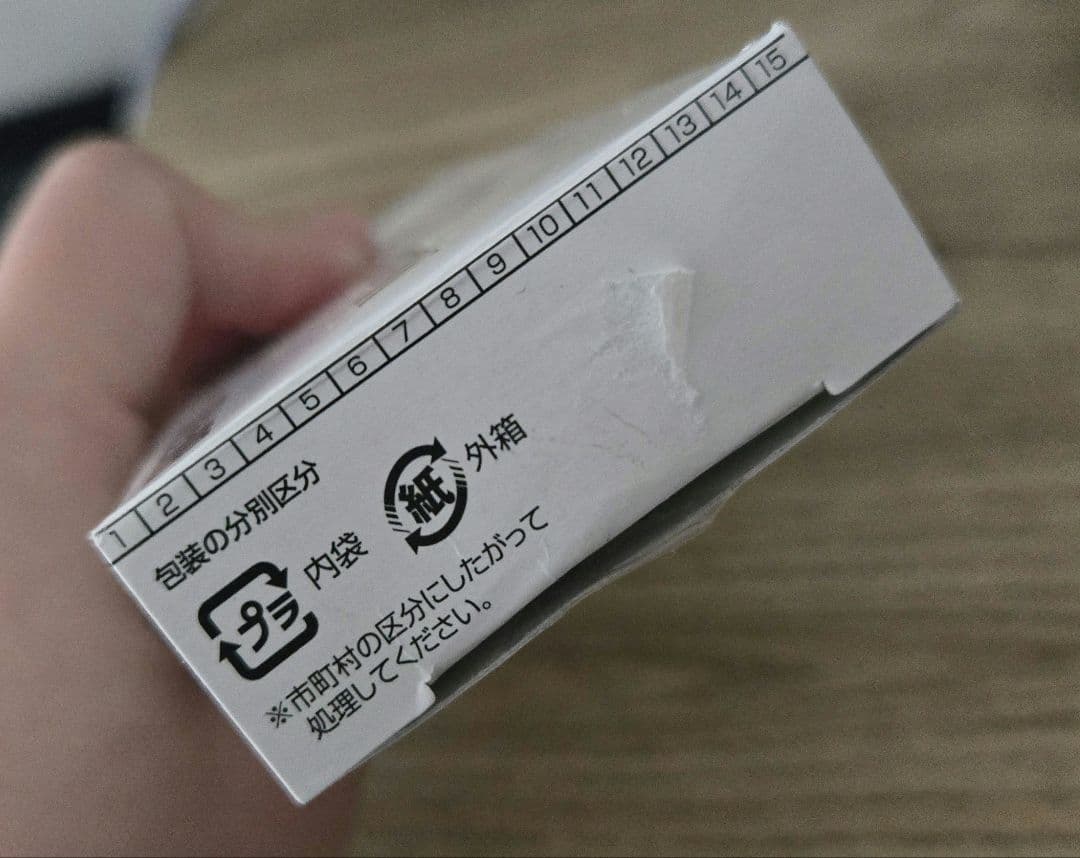 1 2 3 4 5 6 7 8 9 10 11 12 13 14 15
包装の分別区分
プラ 内袋 紙 外箱
※市町村の区分にしたがって
処理してください。